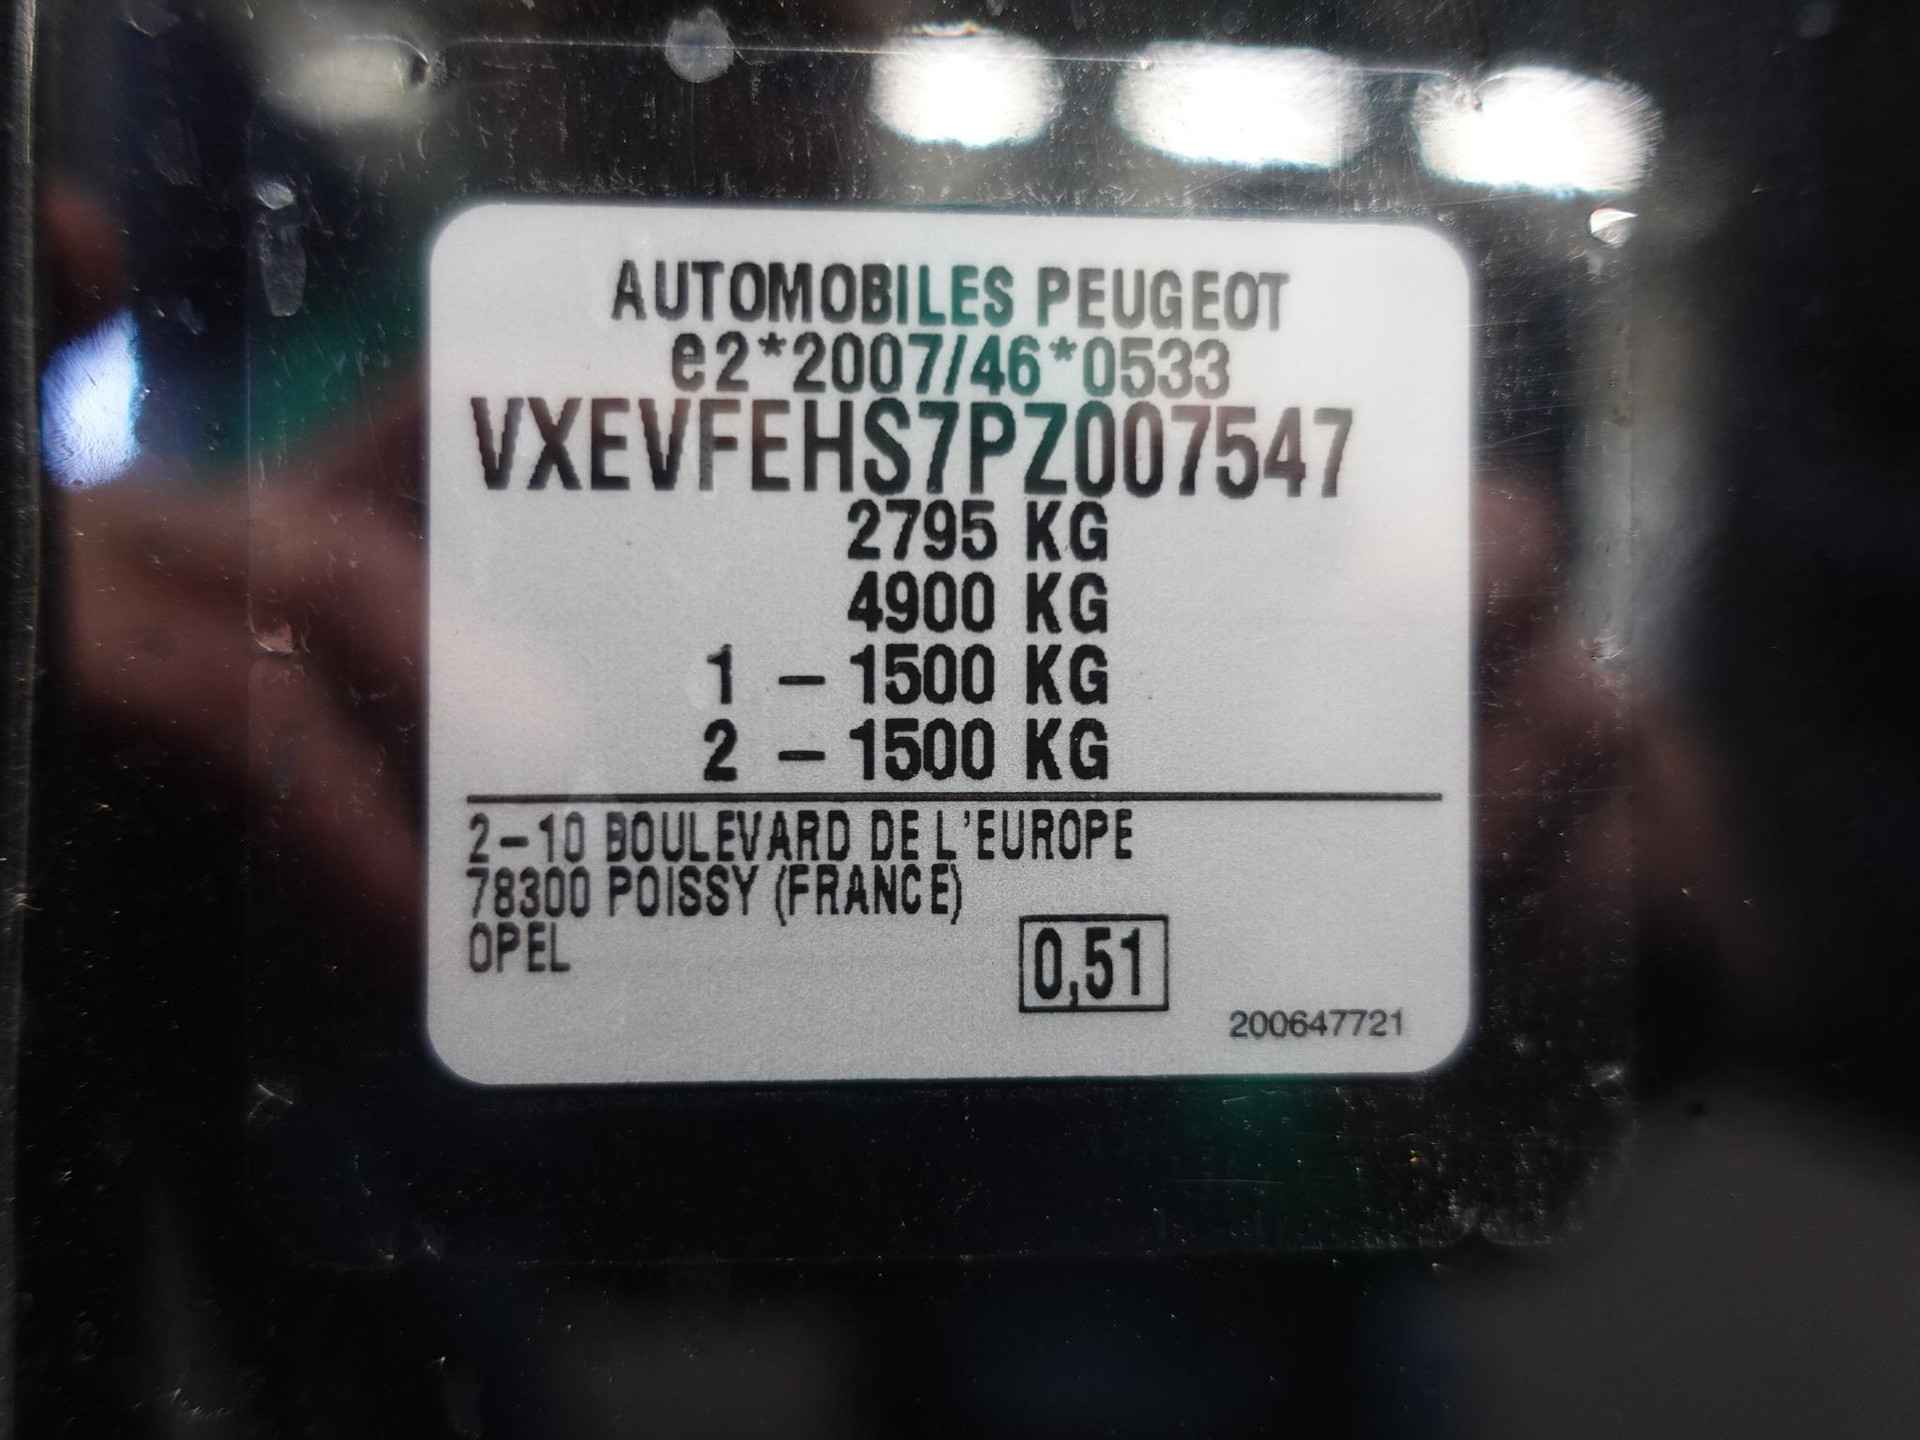 AUTOMOBILES PEUGEOT
e2*2007/46*0533
VXEVFEHS7PZ007547
2795 KG
4900 KG
1 – 1500 KG
2 – 1500 KG
2–10 BOULEVARD DE L'EUROPE
78300 POISSY (FRANCE)
OPEL
0,51
200647721